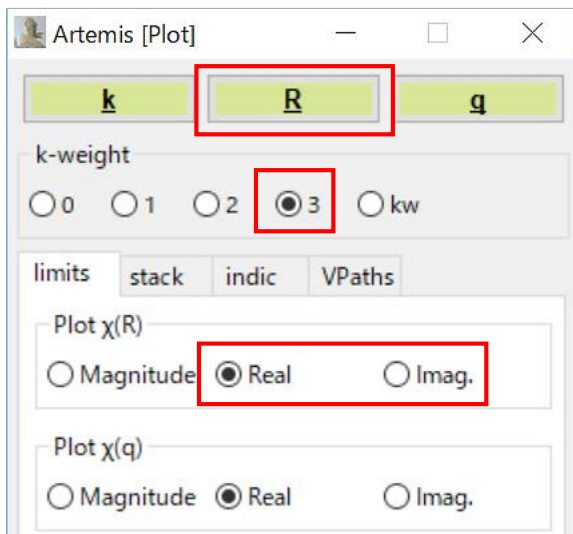 Artemis [Plot]
k R q
k-weight
0 1 2 3 kw
limits stack indic VPaths
Plot χ(R)
Magnitude Real Imag.
Plot χ(q)
Magnitude Real Imag.